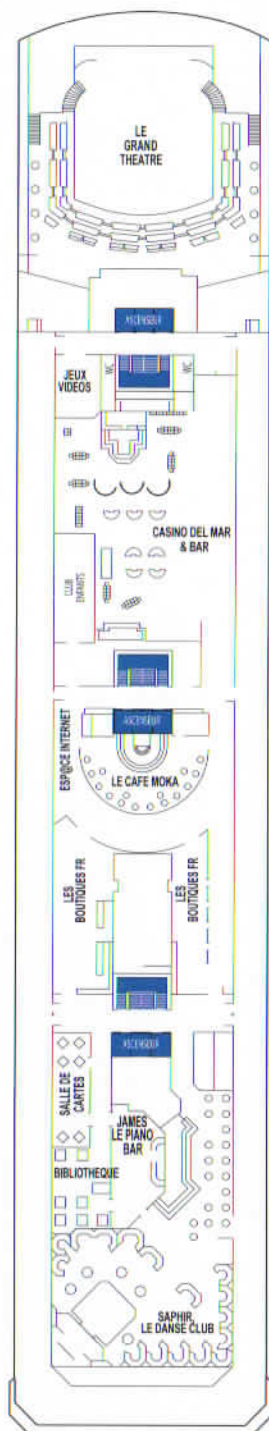 LE
GRAND
THEATRE
ASCENSEUR
JEUX
VIDEOS
WC
WC
CASINO DEL MAR
& BAR
CLUB
ENFANTS
ESP@CE INTERNET
ASCENSEUR
LE CAFE MOKA
LES
BOUTIQUES FR
LES
BOUTIQUES FR
ASCENSEUR
SALLE DE
CARTES
JAMES
LE PIANO
BAR
BIBLIOTHEQUE
SAPHIR,
LE DANSE CLUB